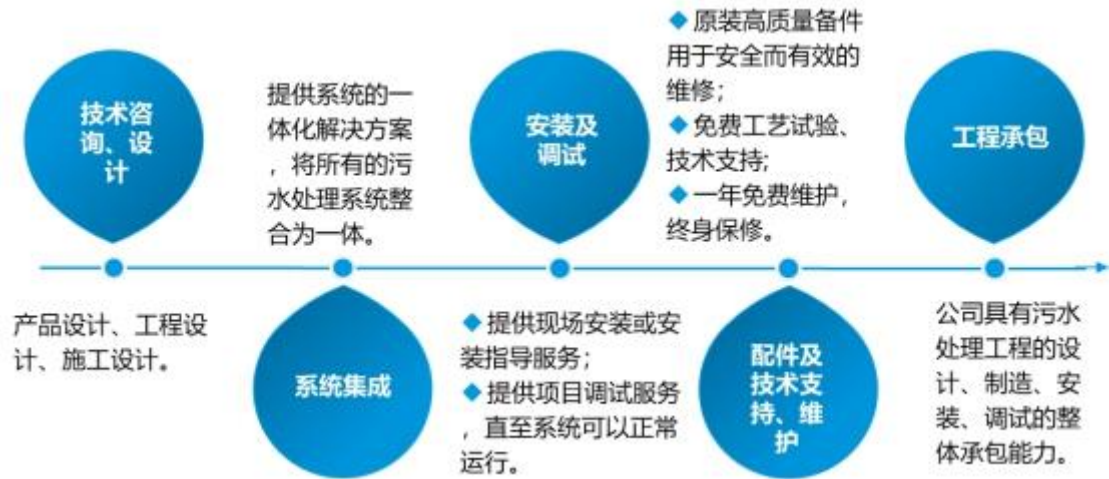 技术咨
询、设
计
产品设计、工程设
计、施工设计。
提供系统的一
体化解决方案
，将所有的污
水处理系统整
合为一体。
系统集成
安装及
调试
◆ 提供现场安装或安
装指导服务；
◆ 提供项目调试服务
，直至系统可以正常
运行。
◆ 原装高质量备件
用于安全而有效的
维修；
◆ 免费工艺试验、
技术支持;
◆ 一年免费维护，
终身保修。
配件及
技术支
持、维
护
工程承包
公司具有污水
处理工程的设
计、制造、安
装、调试的整
体承包能力。